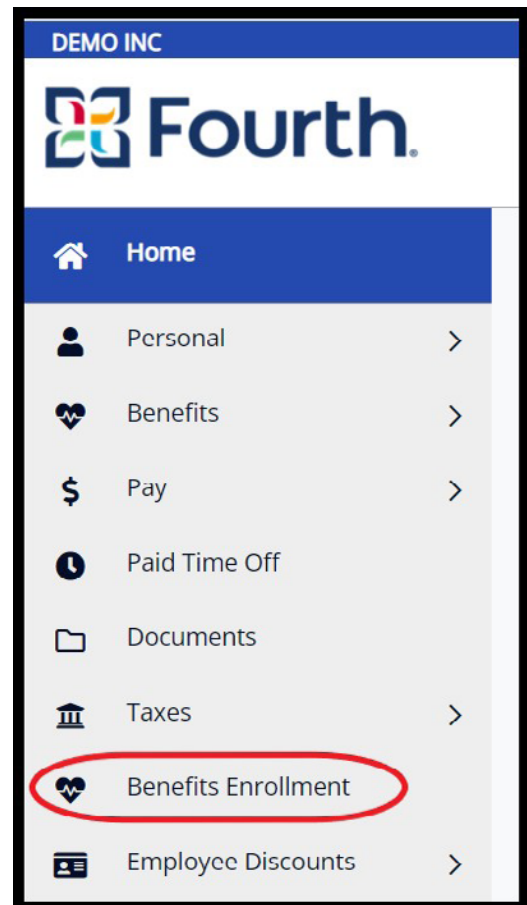 DEMO INC
Fourth®
Home
Personal
Benefits
Pay
Paid Time Off
Documents
Taxes
Benefits Enrollment
Employee Discounts